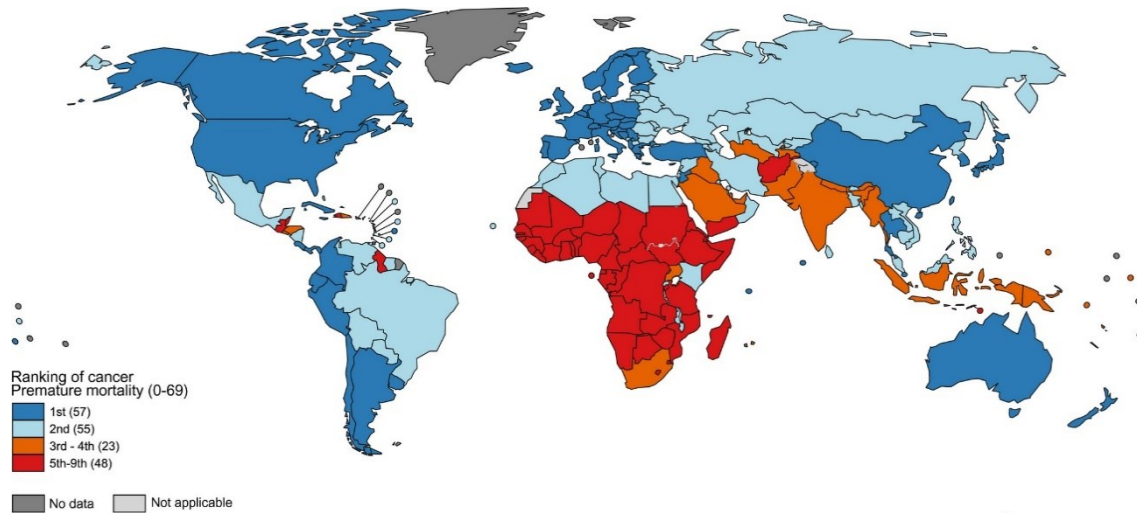 Ranking of cancer
Premature mortality (0-69)
1st (57)
2nd (55)
3rd - 4th (23)
5th-9th (48)
No data
Not applicable